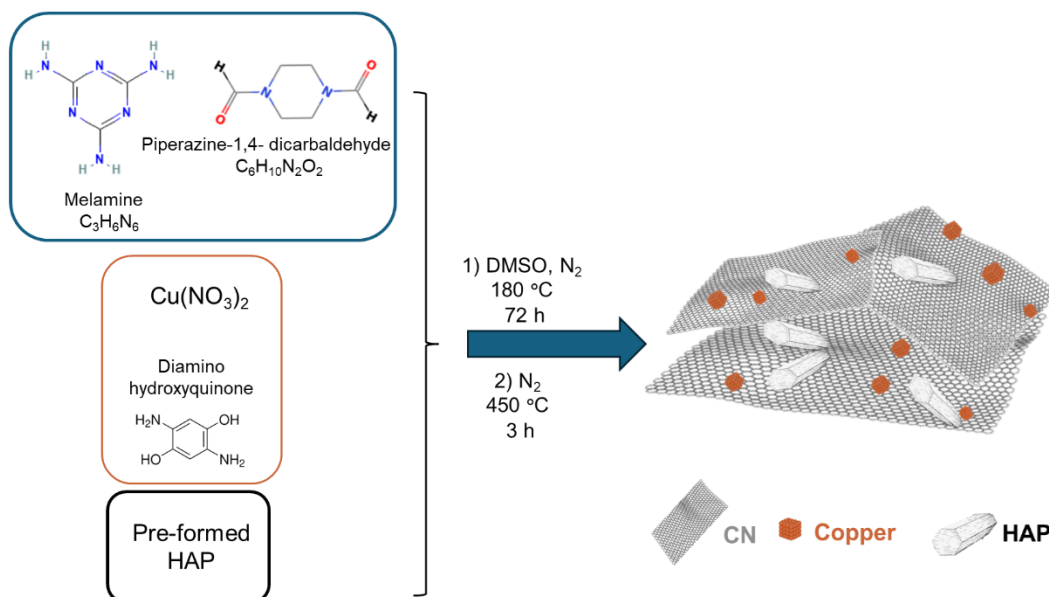 H
H
N
N
H
H
N
N
N
N
H
H
Melamine
C₃H₆N₆
H
O
N
N
O
H
Piperazine-1,4- dicarbaldehyde
C₆H₁₀N₂O₂
Cu(NO₃)₂
Diamino
hydroxyquinone
H₂N
OH
HO
NH₂
Pre-formed
HAP
1) DMSO, N₂
180 °C
72 h
2) N₂
450 °C
3 h
CN
Copper
HAP